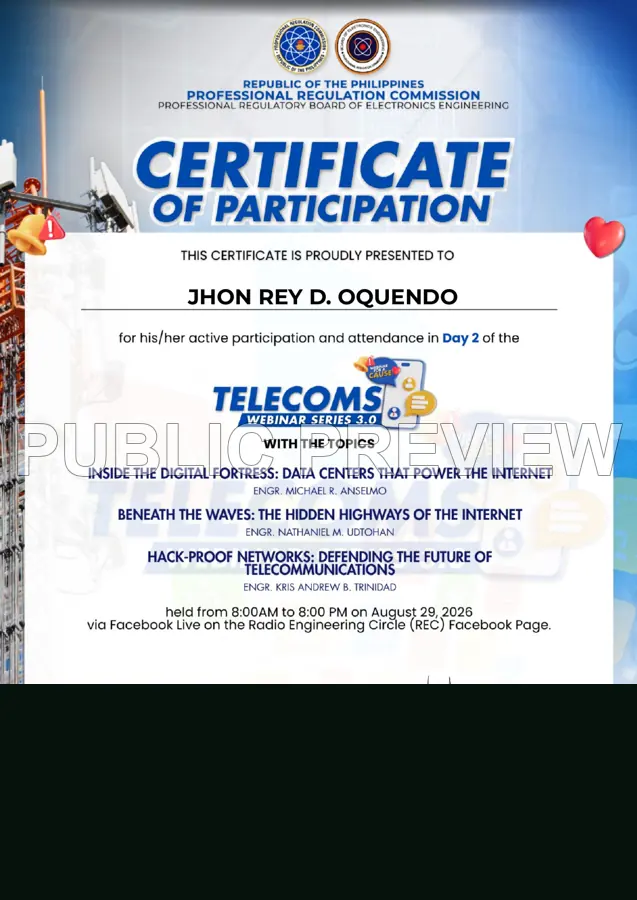 REPUBLIC OF THE PHILIPPINES
PROFESSIONAL REGULATION COMMISSION
PROFESSIONAL REGULATORY BOARD OF ELECTRONICS ENGINEERING
CERTIFICATE
OF PARTICIPATION
THIS CERTIFICATE IS PROUDLY PRESENTED TO
JHON REY D. OQUENDO
for his/her active participation and attendance in Day 2 of the
TELECOMS
WEBINAR SERIES 3.0
WITH THE TOPICS
PUBLIC PREVIEW
INSIDE THE DIGITAL FORTRESS: DATA CENTERS THAT POWER THE INTERNET
ENGR. MICHAEL R. ANSELMO
BENEATH THE WAVES: THE HIDDEN HIGHWAYS OF THE INTERNET
ENGR. NATHANIEL M. UDTOHAN
HACK-PROOF NETWORKS: DEFENDING THE FUTURE OF
TELECOMMUNICATIONS
ENGR. KRIS ANDREW B. TRINIDAD
held from 8:00AM to 8:00 PM on August 29, 2026
via Facebook Live on the Radio Engineering Circle (REC) Facebook Page.